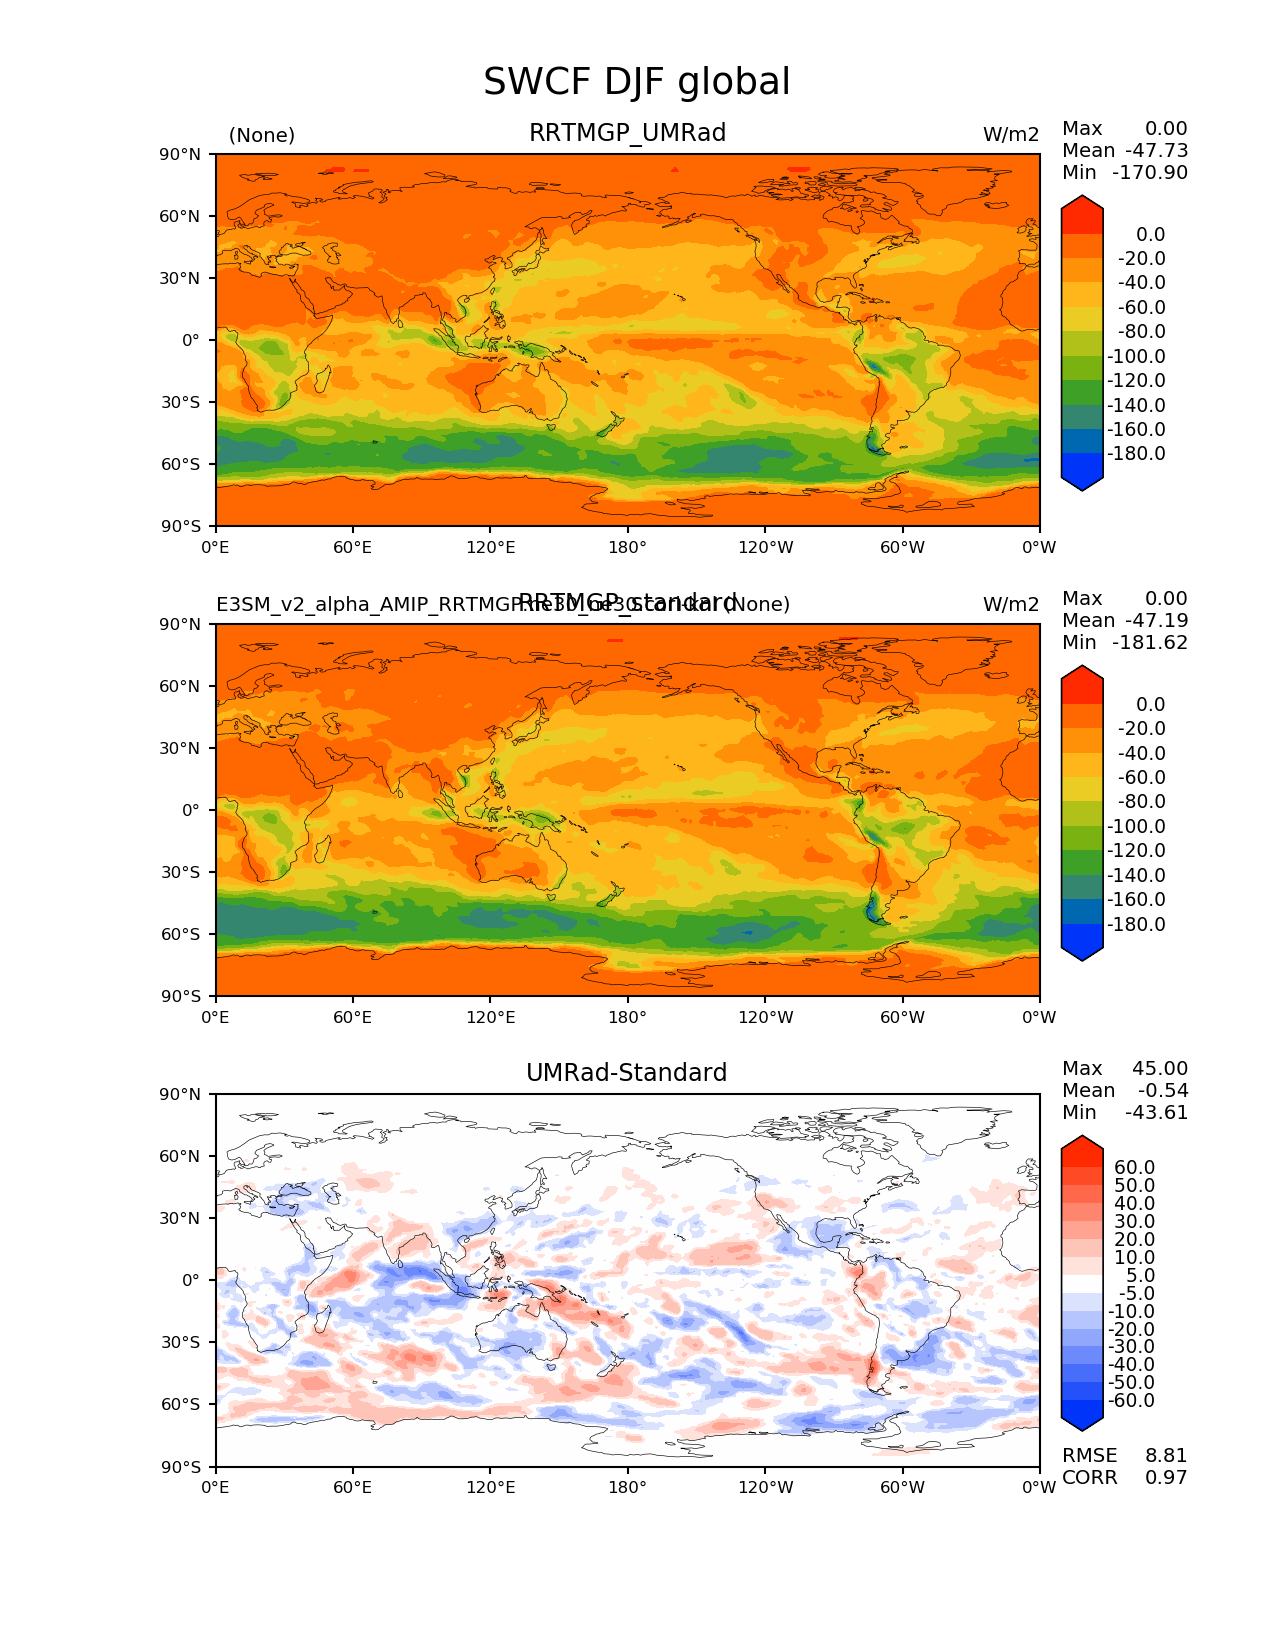 SWCF DJF global
(None) RRTMGP_UMRad W/m2
Max 0.00
Mean -47.73
Min -170.90
90°N
60°N
30°N
0°
30°S
60°S
90°S
0°E 60°E 120°E 180° 120°W 60°W 0°W
0.0
-20.0
-40.0
-60.0
-80.0
-100.0
-120.0
-140.0
-160.0
-180.0
E3SM_v2_alpha_AMIP_RRTMGP (None) RRTMGP_standard W/m2
Max 0.00
Mean -47.19
Min -181.62
90°N
60°N
30°N
0°
30°S
60°S
90°S
0°E 60°E 120°E 180° 120°W 60°W 0°W
0.0
-20.0
-40.0
-60.0
-80.0
-100.0
-120.0
-140.0
-160.0
-180.0
UMRad-Standard
Max 45.00
Mean -0.54
Min -43.61
90°N
60°N
30°N
0°
30°S
60°S
90°S
0°E 60°E 120°E 180° 120°W 60°W 0°W
60.0
50.0
40.0
30.0
20.0
10.0
5.0
-5.0
-10.0
-20.0
-30.0
-40.0
-50.0
-60.0
RMSE 8.81
CORR 0.97